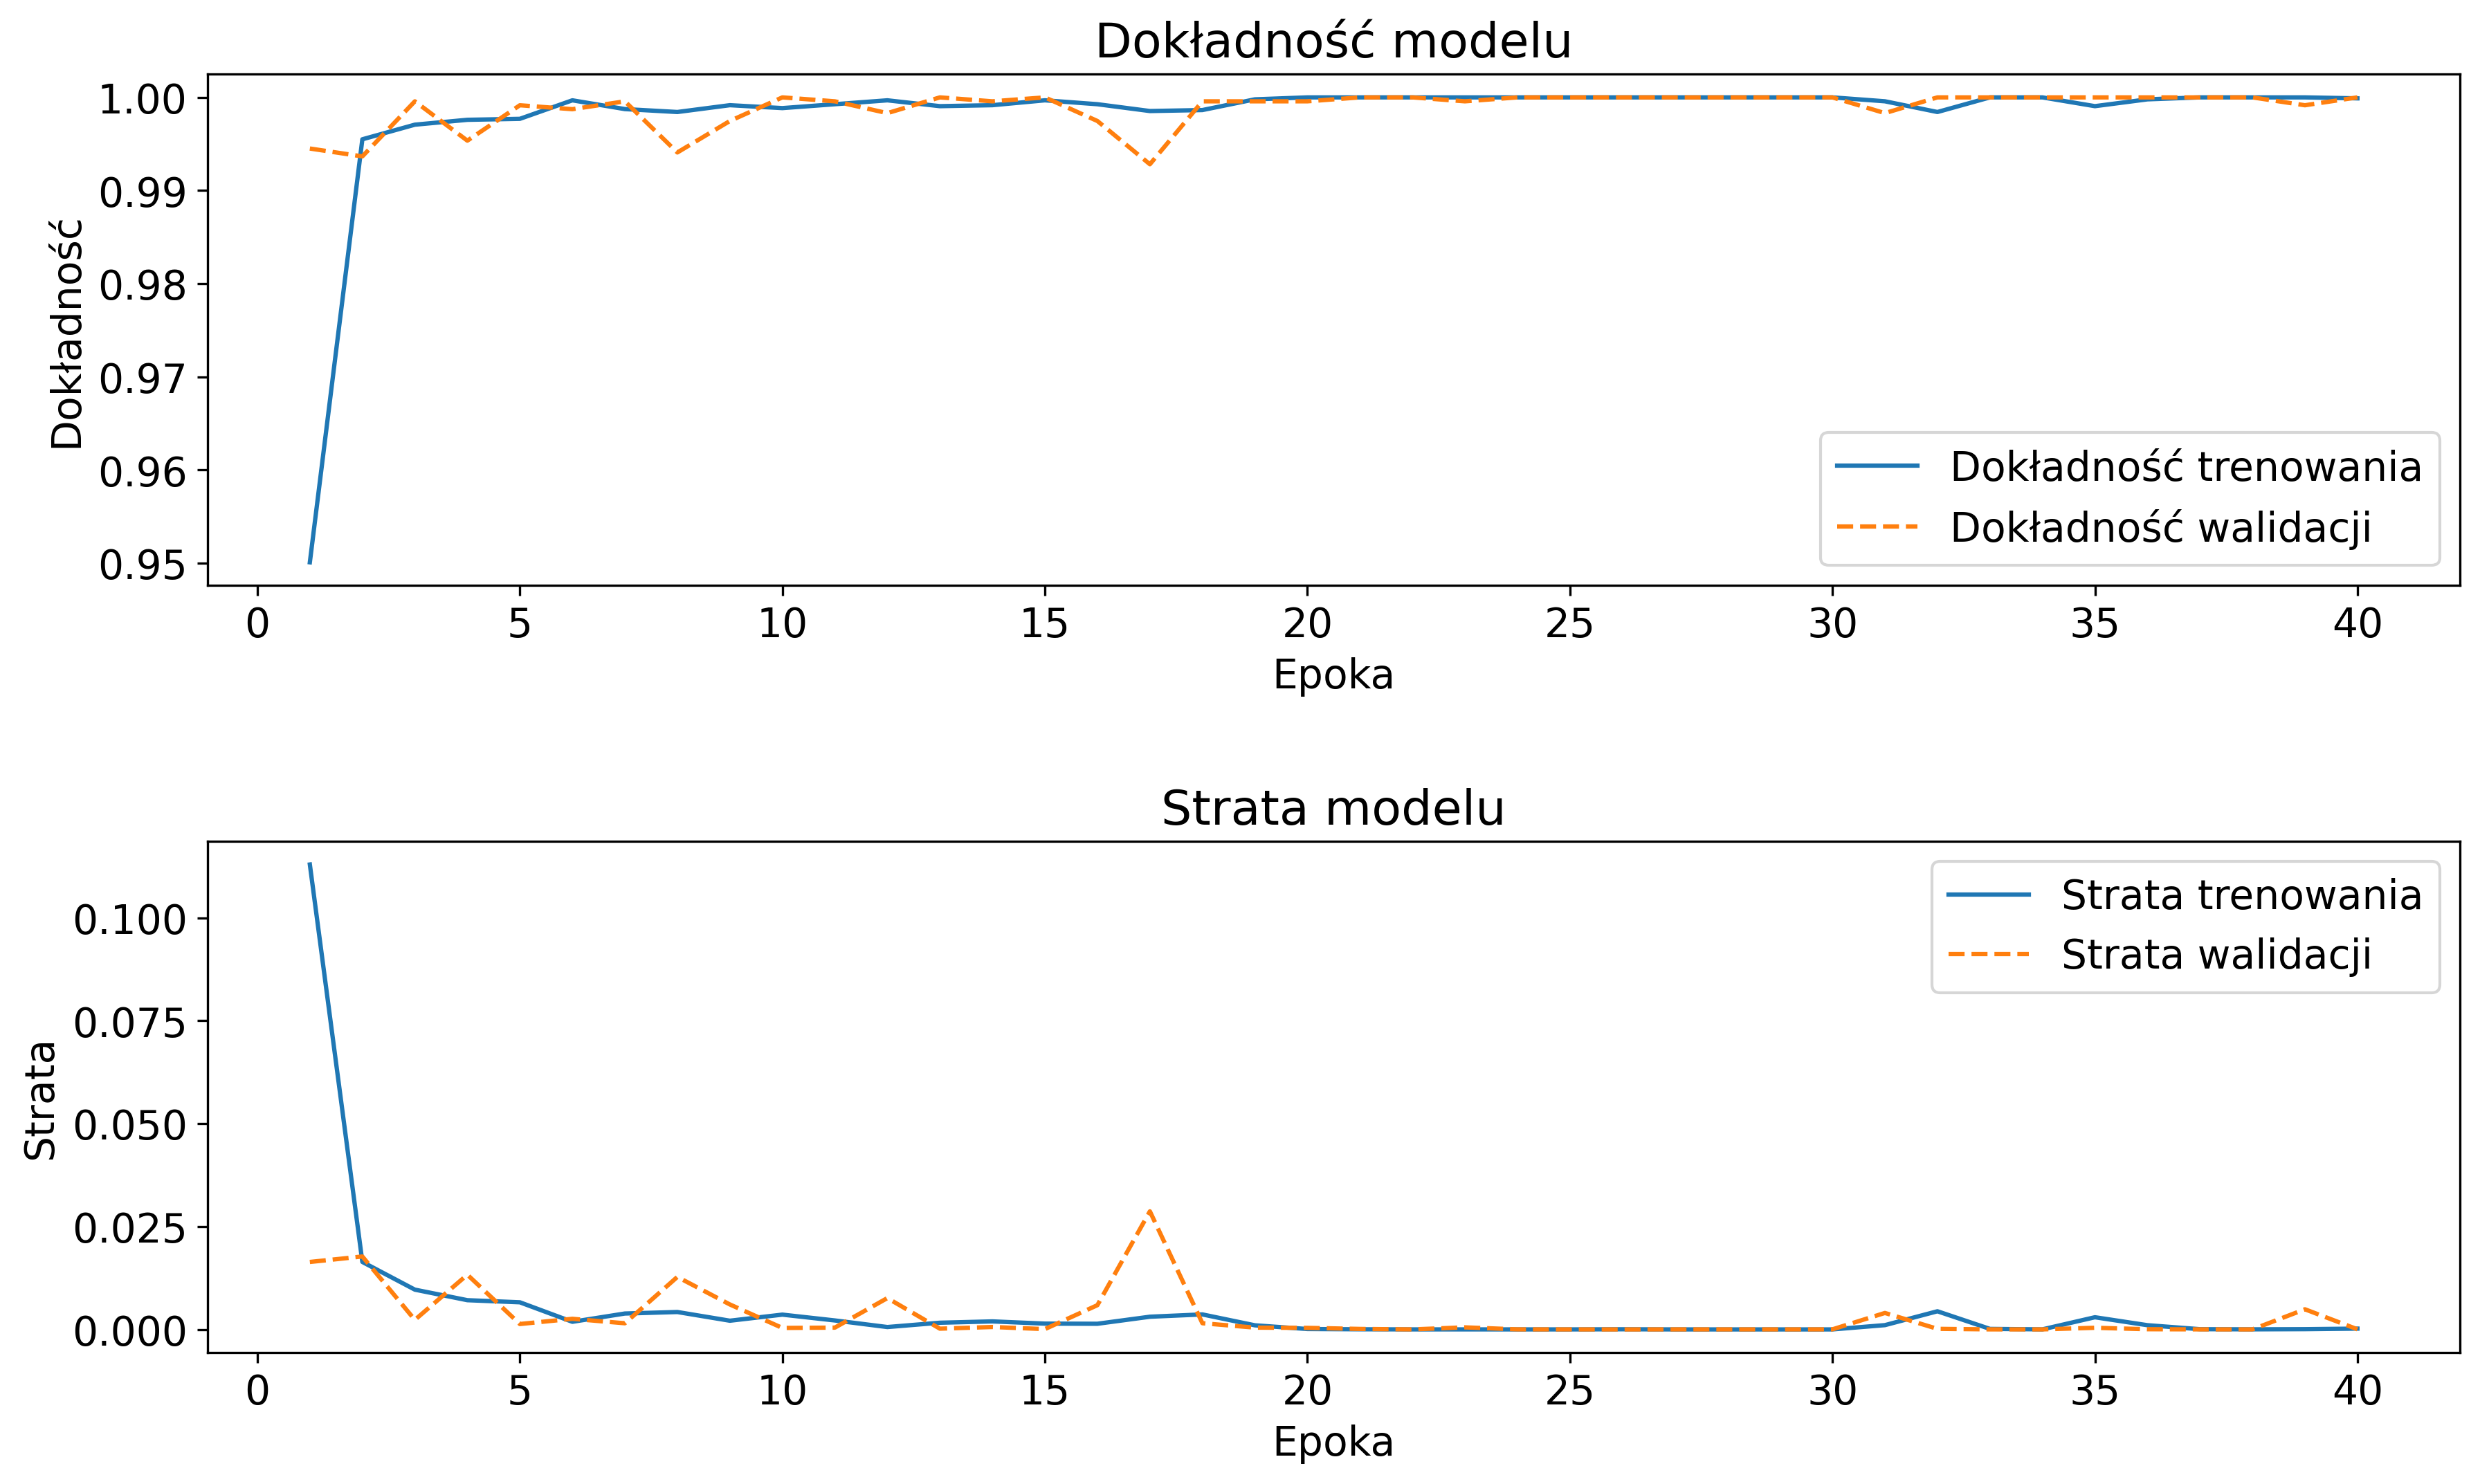 Dokładność modelu
1.00
0.99
0.98
0.97
0.96
0.95
Dokładność
Dokładność trenowania
Dokładność walidacji
0 5 10 15 20 25 30 35 40
Epoka
Strata modelu
0.100
0.075
0.050
0.025
0.000
Strata
Strata trenowania
Strata walidacji
0 5 10 15 20 25 30 35 40
Epoka